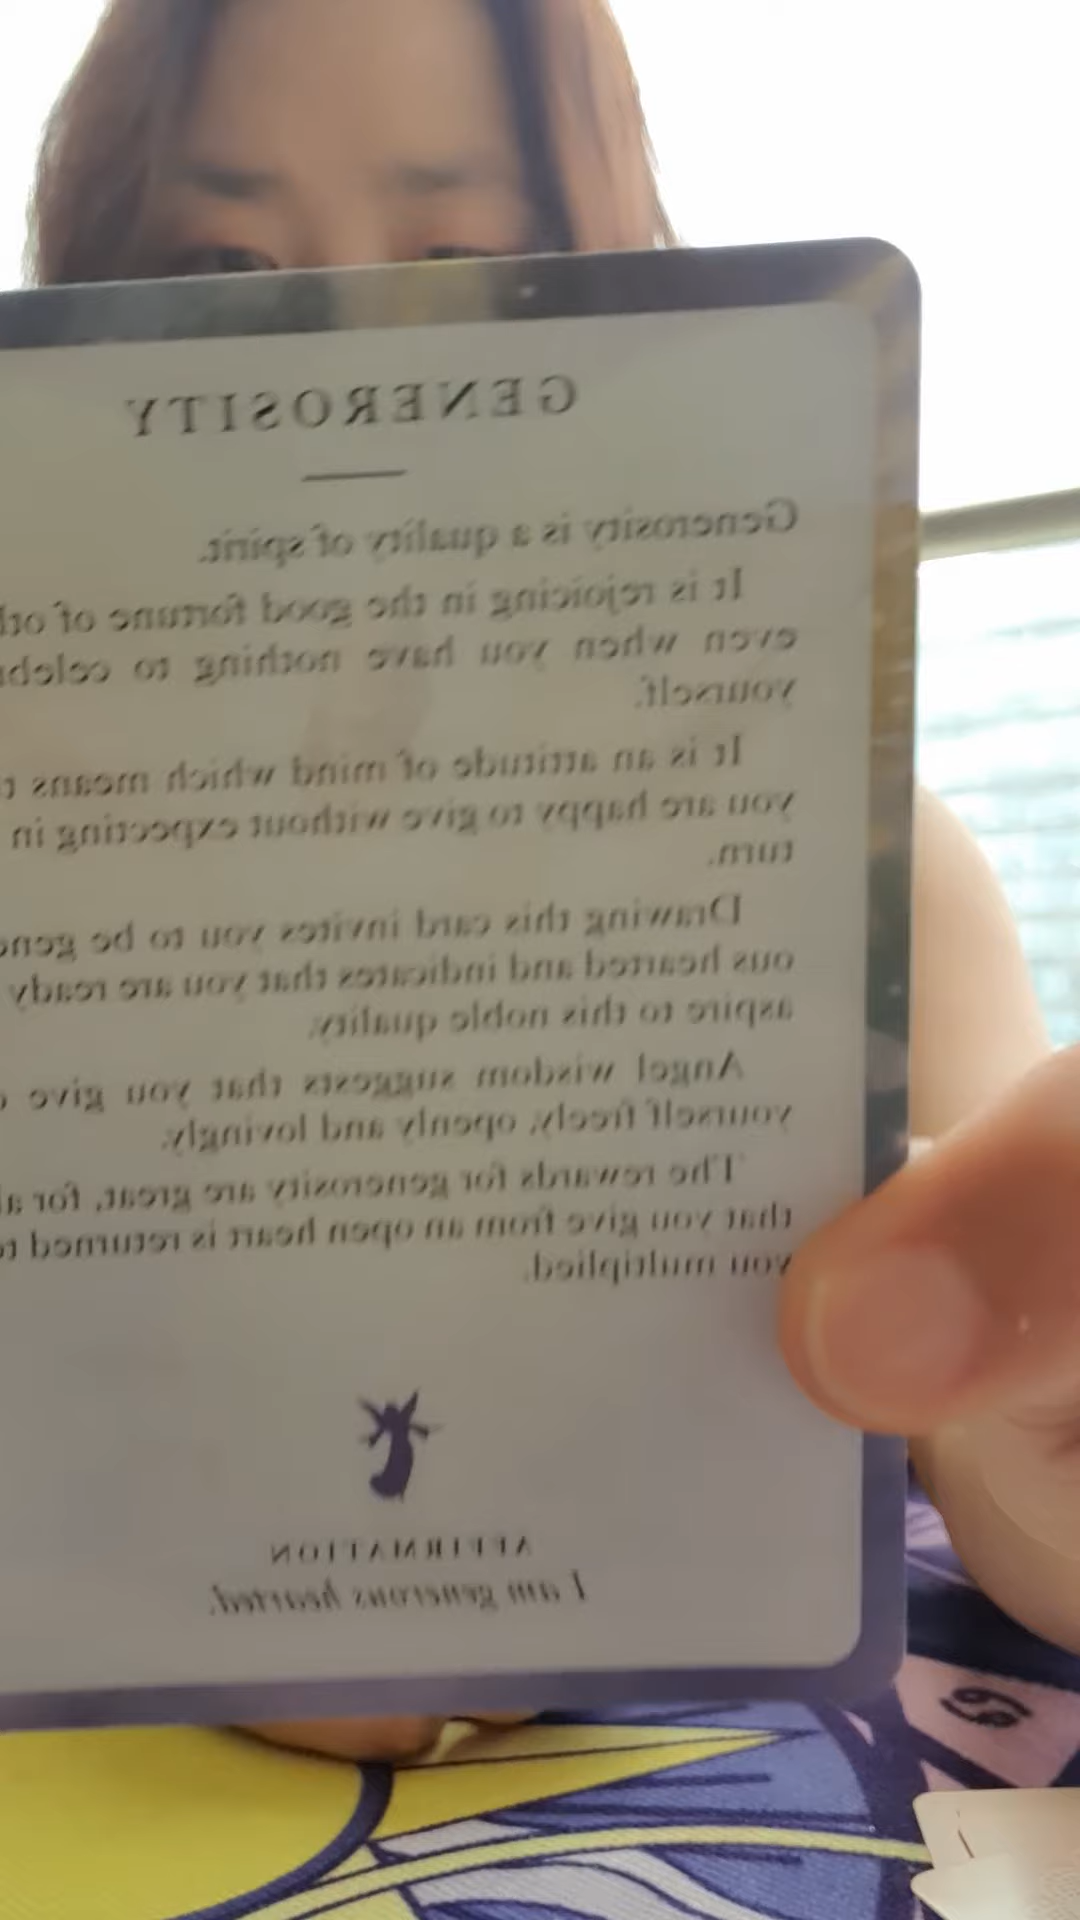 GENEROSITY
Generosity is a quality of spirit.
It is rejoicing in the good fortune of oth
even when you have nothing to celeb
yourself.
It is an attitude of mind which means t
you are happy to give without expecting in
turn.
Drawing this card invites you to be gene
ous hearted and indicates that you are ready
aspire to this noble quality.
Angel wisdom suggests that you give o
yourself freely, openly and lovingly.
The rewards for generosity are great, for al
that you give from an open heart is returned to
you multiplied.
AFFIRMATION
I am generous hearted.